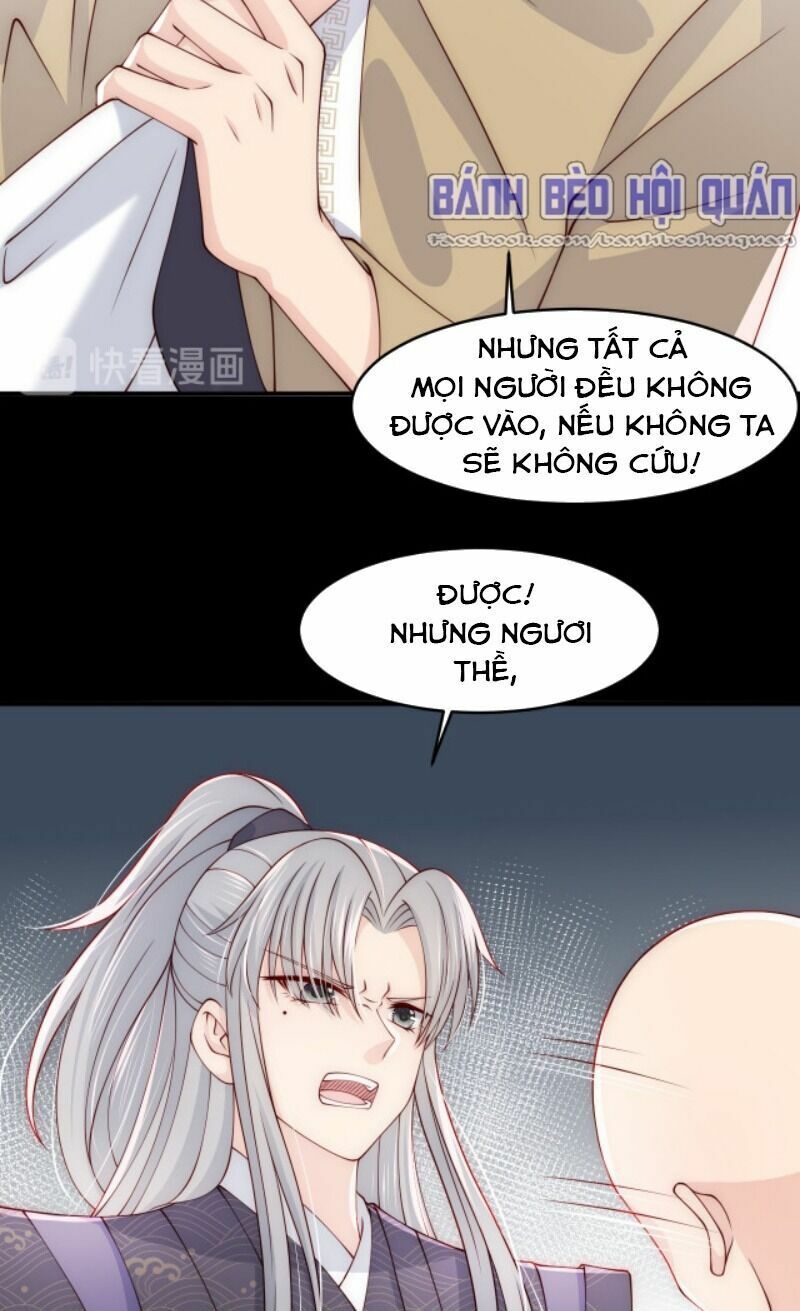 BÁNH BÈO HỘI QUÁN
Facebook.com/banhbeohoiquan
快看漫画
NHƯNG TẤT CẢ
MỌI NGƯỜI ĐỀU KHÔNG
ĐƯỢC VÀO, NẾU KHÔNG TA
SẼ KHÔNG CỨU!
ĐƯỢC!
NHƯNG NGƯƠI
THỀ,